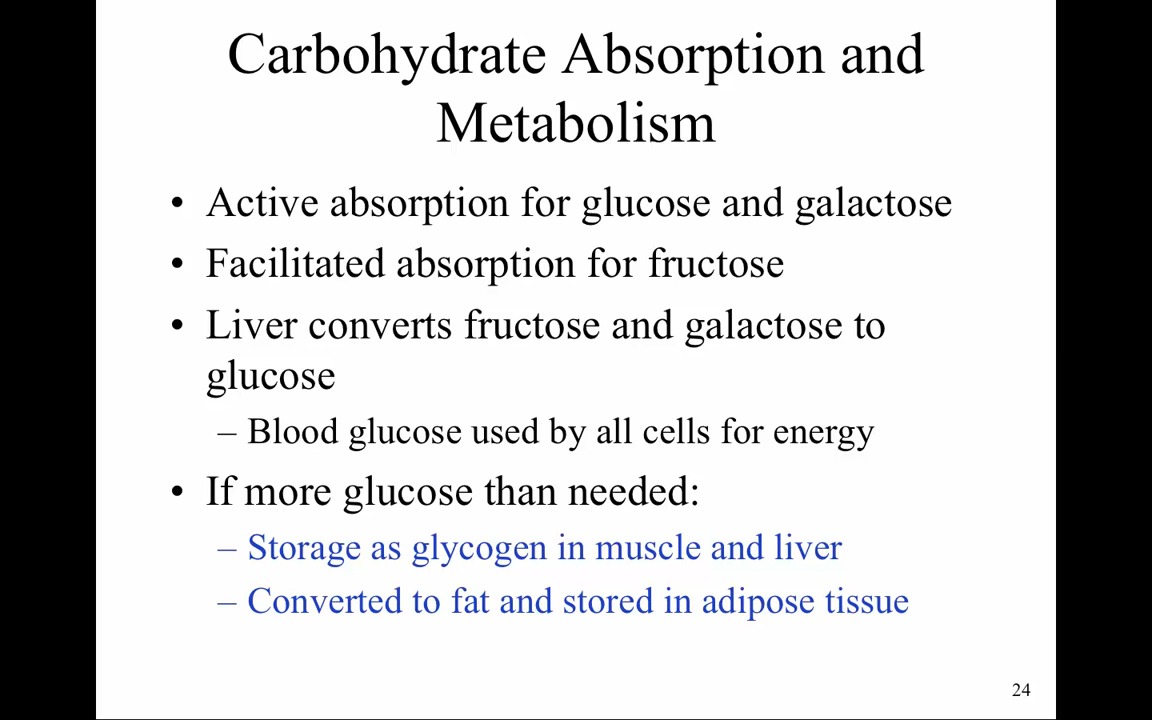 Carbohydrate Absorption and
Metabolism
• Active absorption for glucose and galactose
• Facilitated absorption for fructose
• Liver converts fructose and galactose to
glucose
– Blood glucose used by all cells for energy
• If more glucose than needed:
– Storage as glycogen in muscle and liver
– Converted to fat and stored in adipose tissue
24